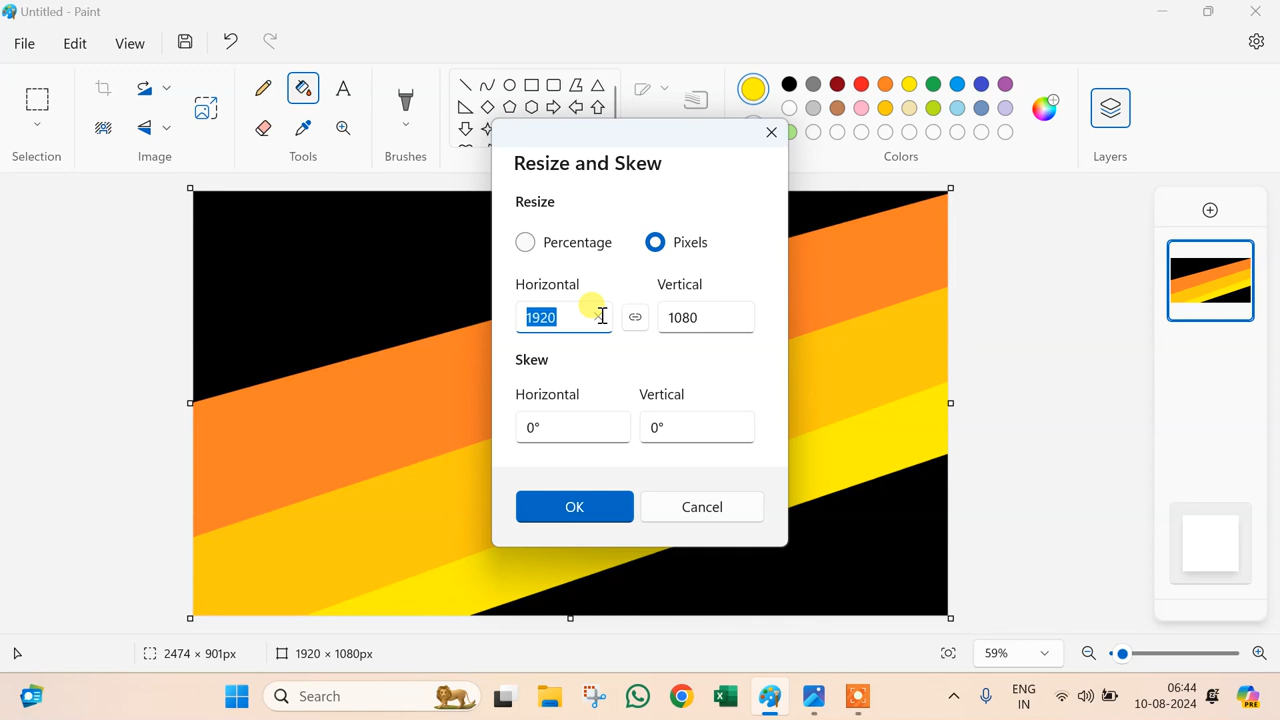 Untitled - Paint
File Edit View
Selection Image Tools Brushes Colors Layers
Resize and Skew
Resize
Percentage Pixels
Horizontal Vertical
1920 1080
Skew
Horizontal Vertical
0° 0°
OK Cancel
2474 × 901px 1920 × 1080px 59%
Search ENG 06:44
IN 10-08-2024
PRE